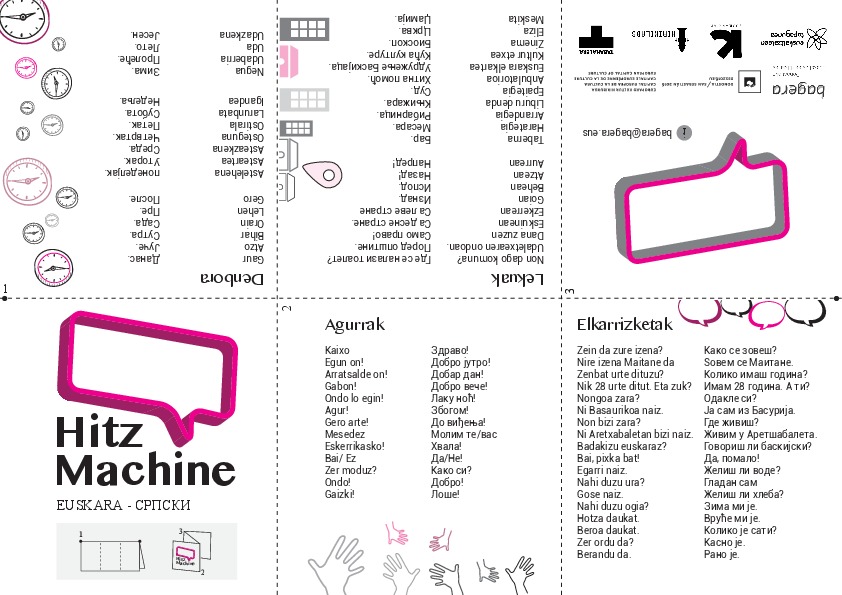 Denbora
Gaur Данас.
Atzo Јуче.
Bihar Сутра.
Orain Сада.
Lehen Пре.
Gero После.
Astelehena понедељак
Asteartea Уторак.
Asteazkena Среда.
Osteguna Четвртак.
Ostirala Петак.
Larunbata Субота.
Igandea Недеља.
Negua Зима.
Udaberria Пролеће.
Uda Лето.
Udazkena Јесен.
1
Lekuak
Non dago komuna? Где се налази тоалет?
Udaletxearen ondoan. Поред општине.
Dana zuzen Само право!
Eskuinean Са десне стране.
Ezkerrean Са леве стране
Goian Изнад.
Behean Испод.
Atzean Назад!
Aurrean Напред!
Taberna Бар.
Harategia Месара.
Arrandegia Рибарница.
Liburu denda Књижара.
Epaitegia Суд.
Anbulatorioa Хитна помоћ.
Euskara elkartea Удружење Баскијаца.
Kultur etxea Кућа културе.
Zinema Биоскоп.
Eliza Црква.
Meskita Џамија.
3
i bagera@bagera.eus
bagera
euskaltzaleen topagunea
Hitz
Machine
EUSKARA - СРПСКИ
1
3
Hitz
Machine
2
2
Agurrak
Kaixo Здраво!
Egun on! Добро јутро!
Arratsalde on! Добар дан!
Gabon! Добро вече!
Ondo lo egin! Лаку ноћ!
Agur! Збогом!
Gero arte! До виђења!
Mesedez Молим те/вас
Eskerrikasko! Хвала!
Bai/ Ez Да/Не!
Zer moduz? Како си?
Ondo! Добро!
Gaizki! Лоше!
Elkarrizketak
Zein da zure izena? Како се зовеш?
Nire izena Maitane da Ѕовем се Маитане.
Zenbat urte dituzu? Колико имаш година?
Nik 28 urte ditut. Eta zuk? Имам 28 година. А ти?
Nongoa zara? Одакле си?
Ni Basaurikoa naiz. Ја сам из Басурија.
Non bizi zara? Где живиш?
Ni Aretxabaletan bizi naiz. Живим у Аретшабалета.
Badakizu euskaraz? Говориш ли баскијски?
Bai, pixka bat! Да, помало!
Egarri naiz. Желиш ли воде?
Nahi duzu ura? Гладан сам
Gose naiz. Желиш ли хлеба?
Nahi duzu ogia? Зима ми је.
Hotza daukat. Вруће ми је.
Beroa daukat. Колико је сати?
Zer ordu da? Касно је.
Berandu da. Рано је.